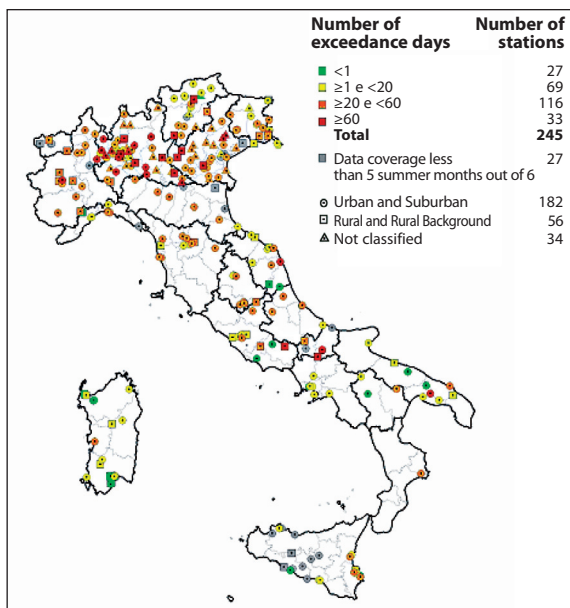 Number of exceedance days Number of stations
<1 27
≥1 e <20 69
≥20 e <60 116
≥60 33
Total 245
Data coverage less than 5 summer months out of 6 27
Urban and Suburban 182
Rural and Rural Background 56
Not classified 34